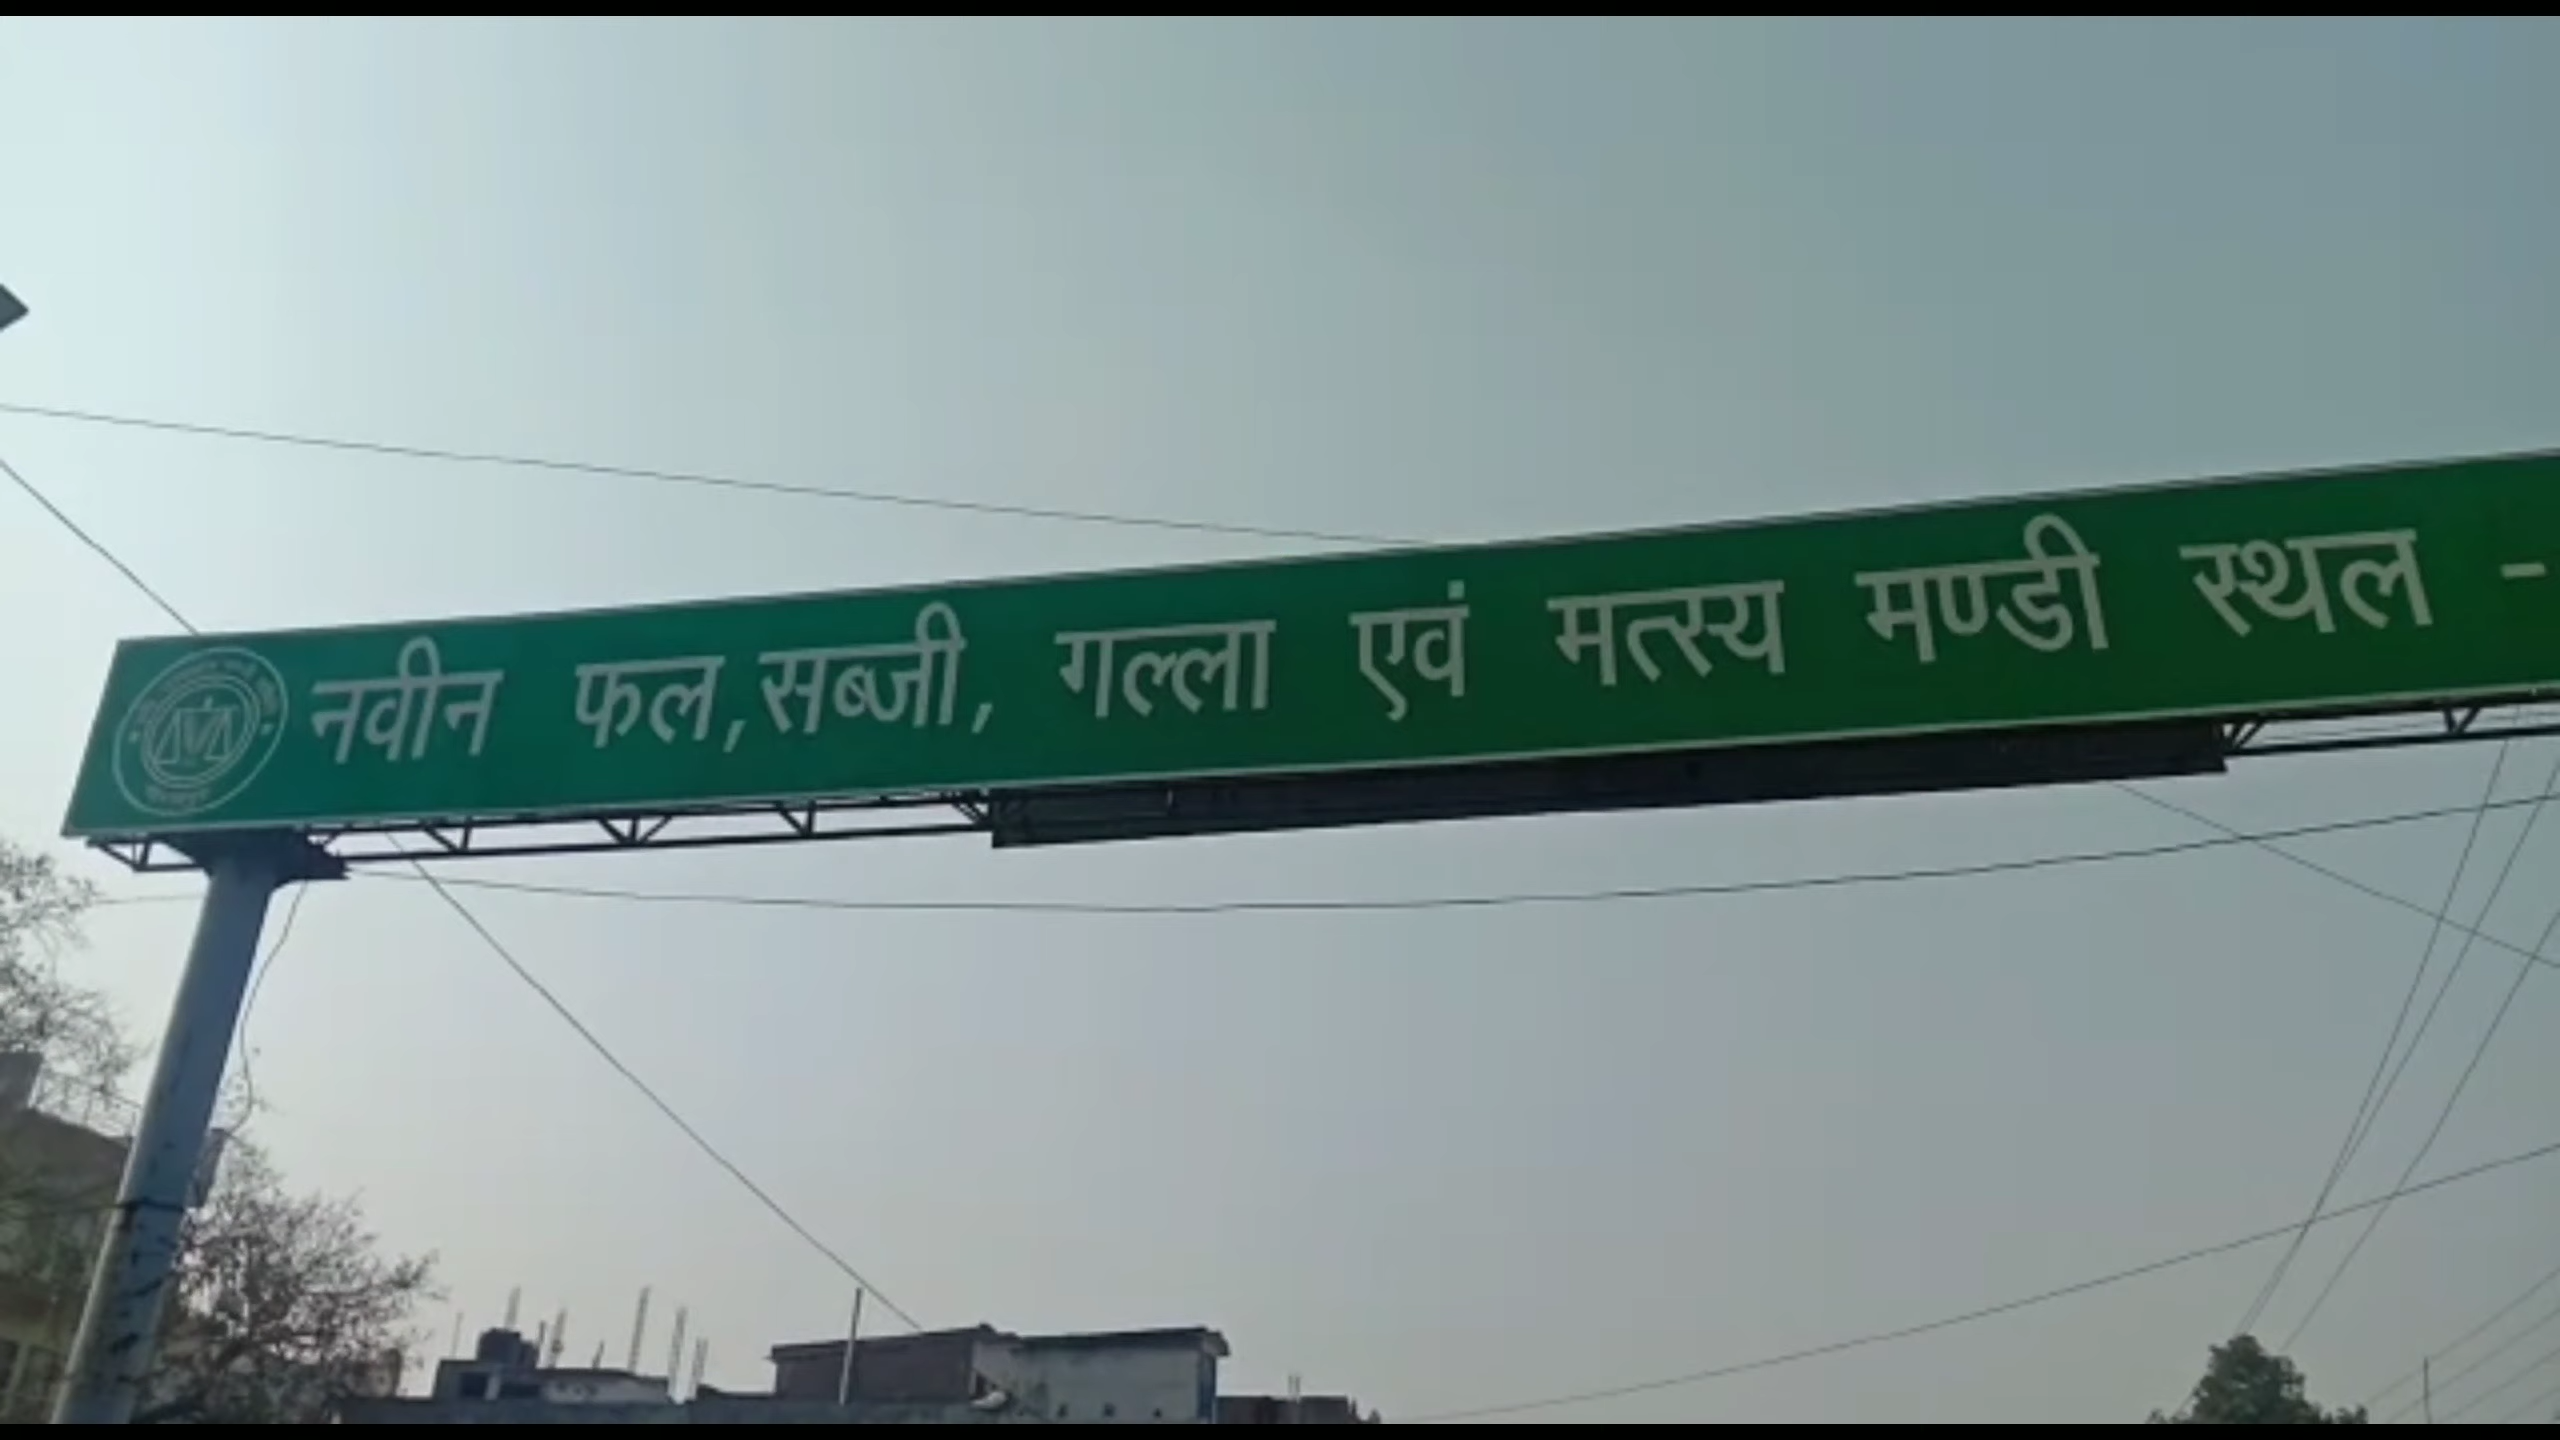 नवीन फल, सब्जी, गल्ला एवं मत्स्य मण्डी स्थल -